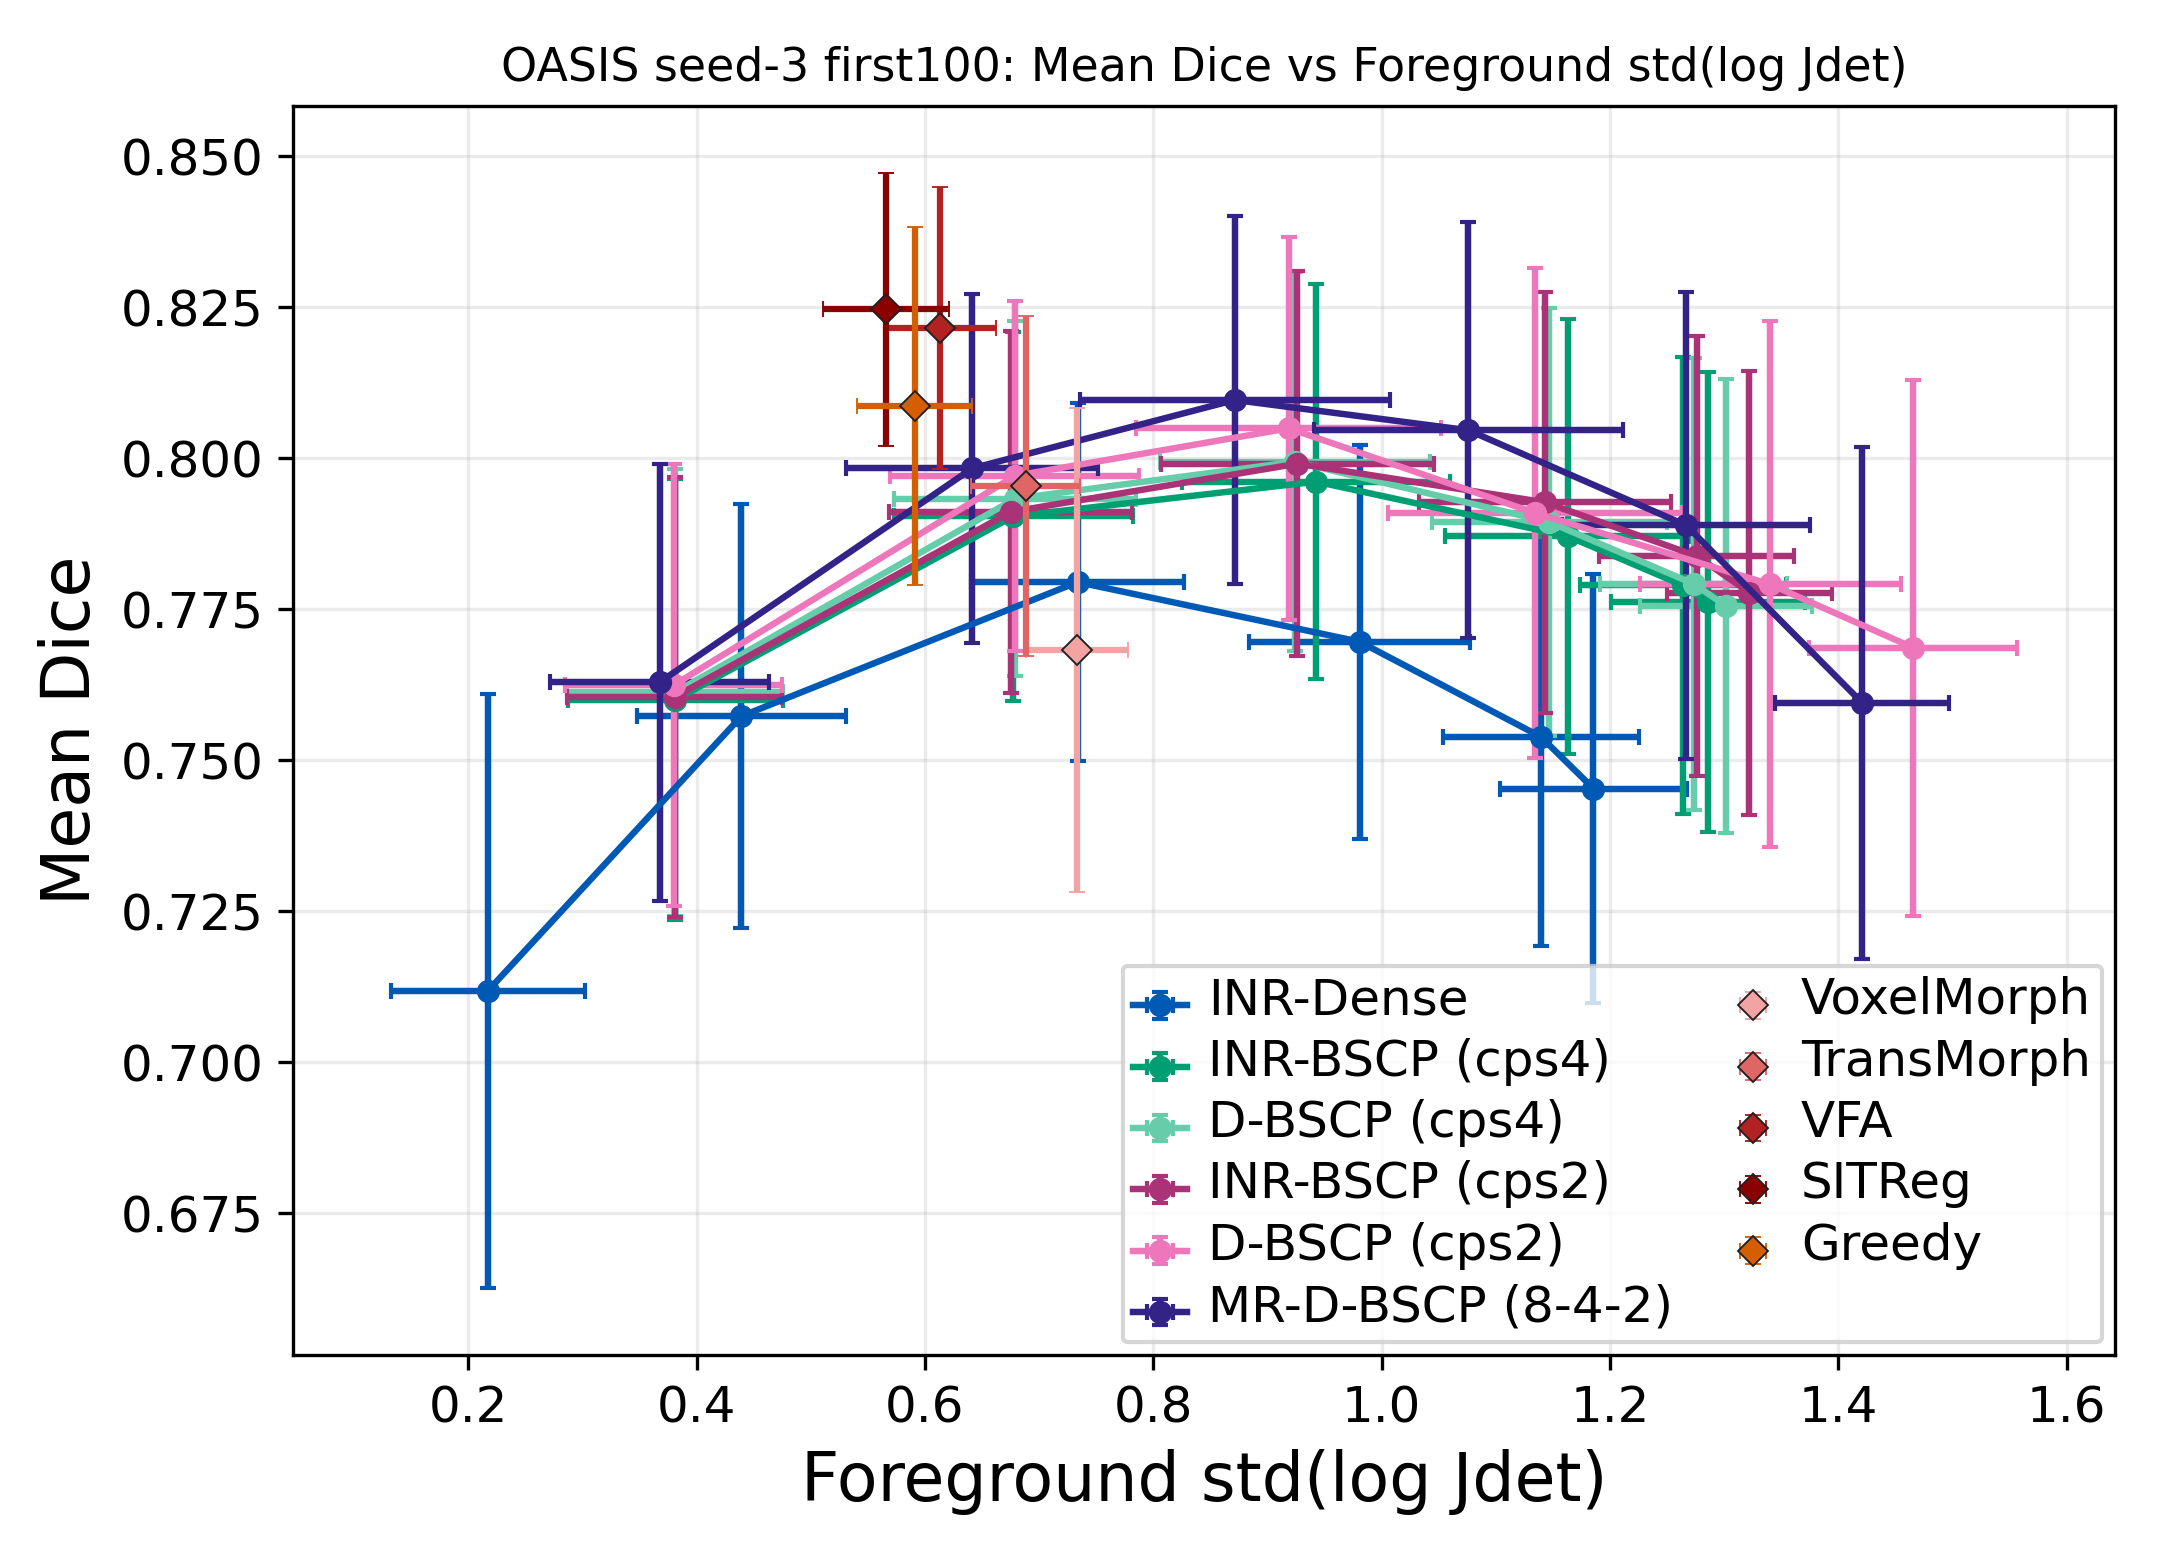 OASIS seed-3 first100: Mean Dice vs Foreground std(log Jdet)
Mean Dice
0.850
0.825
0.800
0.775
0.750
0.725
0.700
0.675
INR-Dense
INR-BSCP (cps4)
D-BSCP (cps4)
INR-BSCP (cps2)
D-BSCP (cps2)
MR-D-BSCP (8-4-2)
VoxelMorph
TransMorph
VFA
SITReg
Greedy
0.2 0.4 0.6 0.8 1.0 1.2 1.4 1.6
Foreground std(log Jdet)